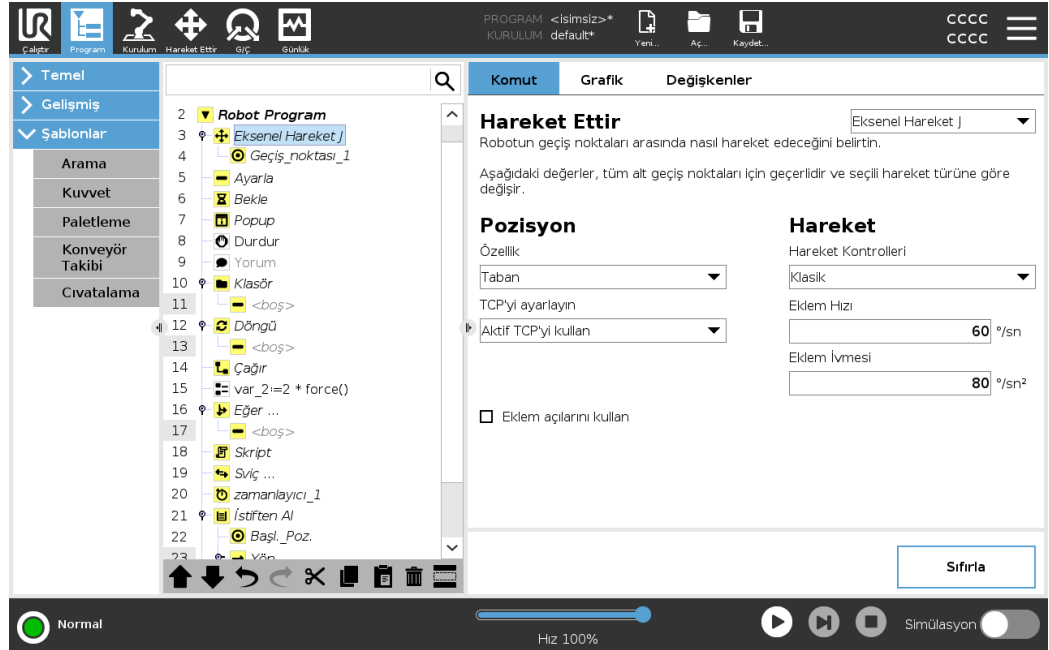 UR
Çalıştır
Program
Kurulum
Hareket Ettir
G/Ç
Günlük
PROGRAM <isimsiz>*
KURULUM default*
Yeni...
Aç...
Kaydet...
CCCC
CCCC
Temel
Gelişmiş
Şablonlar
Arama
Kuvvet
Paletleme
Konveyör
Takibi
Cıvatalama
2 Robot Program
3 Eksenel Hareket J
4 Geçiş_noktası_1
5 Ayarla
6 Bekle
7 Popup
8 Durdur
9 Yorum
10 Klasör
11 <boş>
12 Döngü
13 <boş>
14 Çağır
15 var_2:=2 * force()
16 Eğer ...
17 <boş>
18 Skript
19 Sviç ...
20 zamanlayıcı_1
21 İstiften Al
22 Başl._Poz.
23 Yön
Komut Grafik Değişkenler
Hareket Ettir
Eksenel Hareket J
Robotun geçiş noktaları arasında nasıl hareket edeceğini belirtin.
Aşağıdaki değerler, tüm alt geçiş noktaları için geçerlidir ve seçili hareket türüne göre
değişir.
Pozisyon
Özellik
Taban
TCP'yi ayarlayın
Aktif TCP'yi kullan
Eklem açılarını kullan
Hareket
Hareket Kontrolleri
Klasik
Eklem Hızı
60 °/sn
Eklem İvmesi
80 °/sn²
Sıfırla
Normal
Hız 100%
Simülasyon